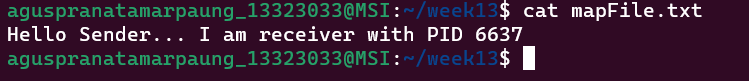 aguspranatamarpaung_13323033@MSI:~/week13$ cat mapFile.txt
Hello Sender... I am receiver with PID 6637
aguspranatamarpaung_13323033@MSI:~/week13$